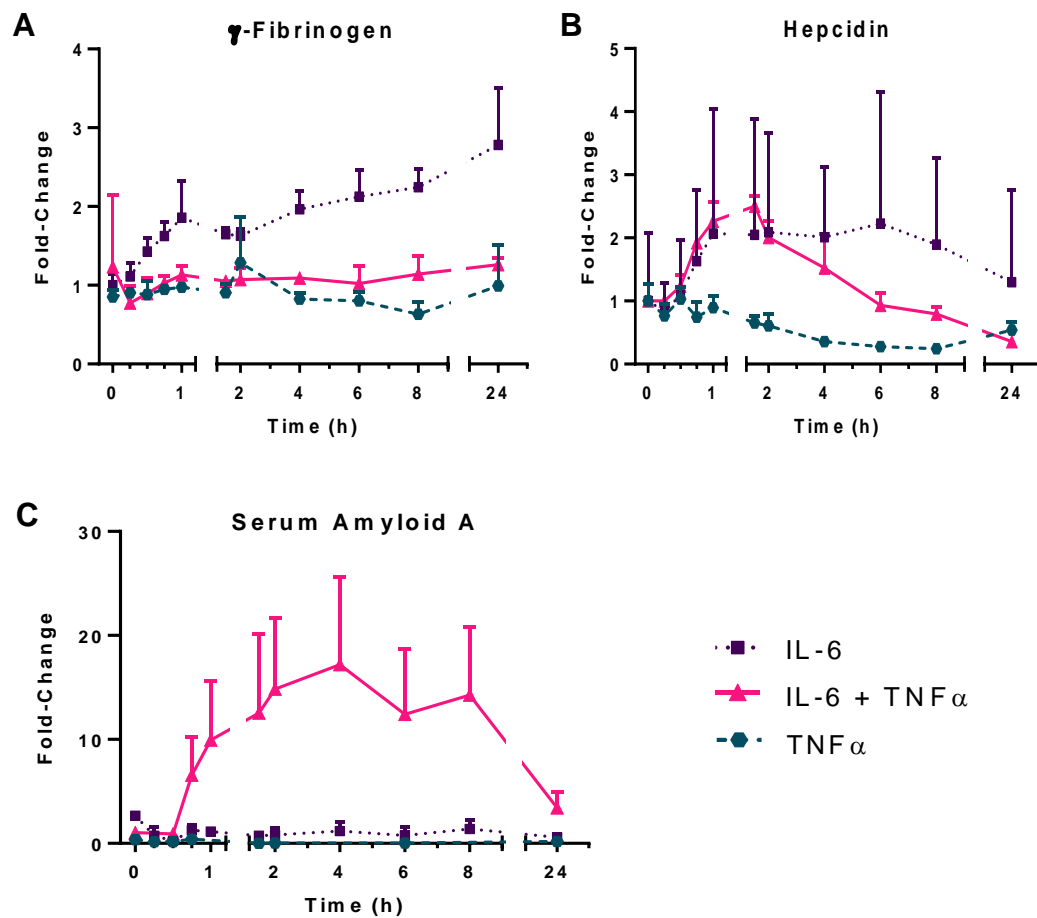 A
γ-Fibrinogen
4
3
2
1
0
Fold-Change
0 1 2 4 6 8 24
Time (h)
B
Hepcidin
5
4
3
2
1
0
Fold-Change
0 1 2 4 6 8 24
Time (h)
C
Serum Amyloid A
30
20
10
0
Fold-Change
0 1 2 4 6 8 24
Time (h)
IL-6
IL-6 + TNFα
TNFα